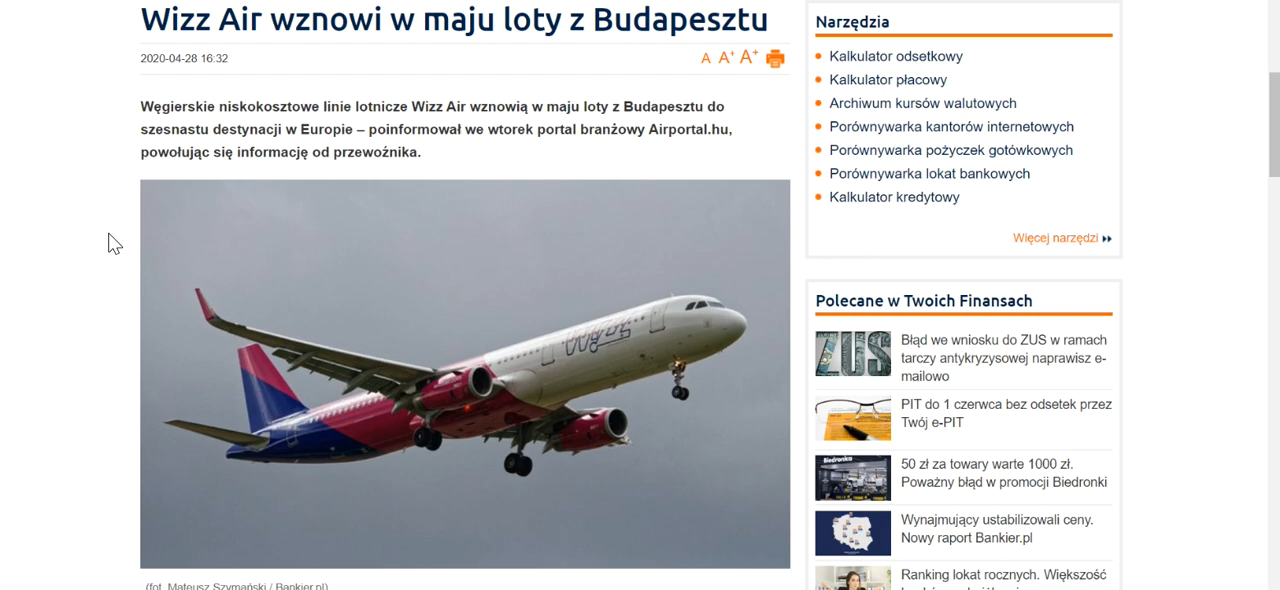 Wizz Air wznowi w maju loty z Budapesztu
2020-04-28 16:32
A A+ A+
Węgierskie niskokosztowe linie lotnicze Wizz Air wznowią w maju loty z Budapesztu do
szesnastu destynacji w Europie – poinformował we wtorek portal branżowy Airportal.hu,
powołując się informację od przewoźnika.
(fot. Mateusz Szymański / Bankier.pl)
Narzędzia
Kalkulator odsetkowy
Kalkulator płacowy
Archiwum kursów walutowych
Porównywarka kantorów internetowych
Porównywarka pożyczek gotówkowych
Porównywarka lokat bankowych
Kalkulator kredytowy
Więcej narzędzi
Polecane w Twoich Finansach
ZUS
Błąd we wniosku do ZUS w ramach
tarczy antykryzysowej naprawisz e-
mailowo
PIT do 1 czerwca bez odsetek przez
Twój e-PIT
Biedronka
50 zł za towary warte 1000 zł.
Poważny błąd w promocji Biedronki
Wynajmujący ustabilizowali ceny.
Nowy raport Bankier.pl
Ranking lokat rocznych. Większość